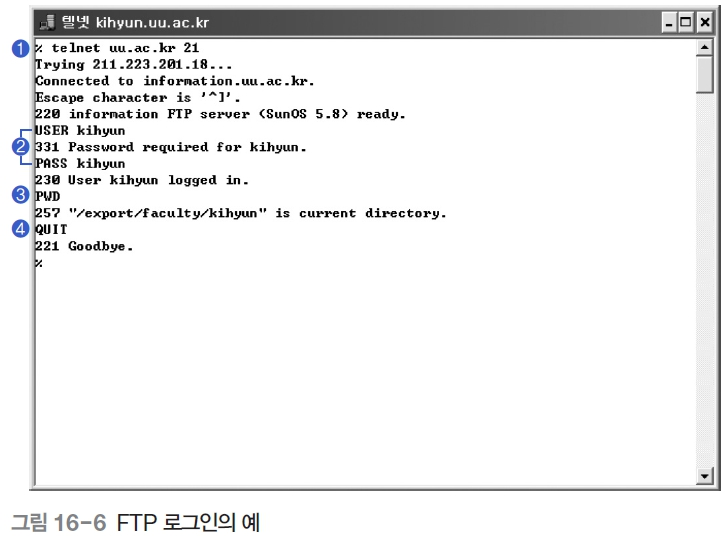 텔넷 kihyun.uu.ac.kr
① % telnet uu.ac.kr 21
Trying 211.223.201.18...
Connected to information.uu.ac.kr.
Escape character is '^]'.
220 information FTP server (SunOS 5.8) ready.
USER kihyun
② 331 Password required for kihyun.
PASS kihyun
230 User kihyun logged in.
③ PWD
257 "/export/faculty/kihyun" is current directory.
④ QUIT
221 Goodbye.
%
그림 16-6 FTP 로그인의 예